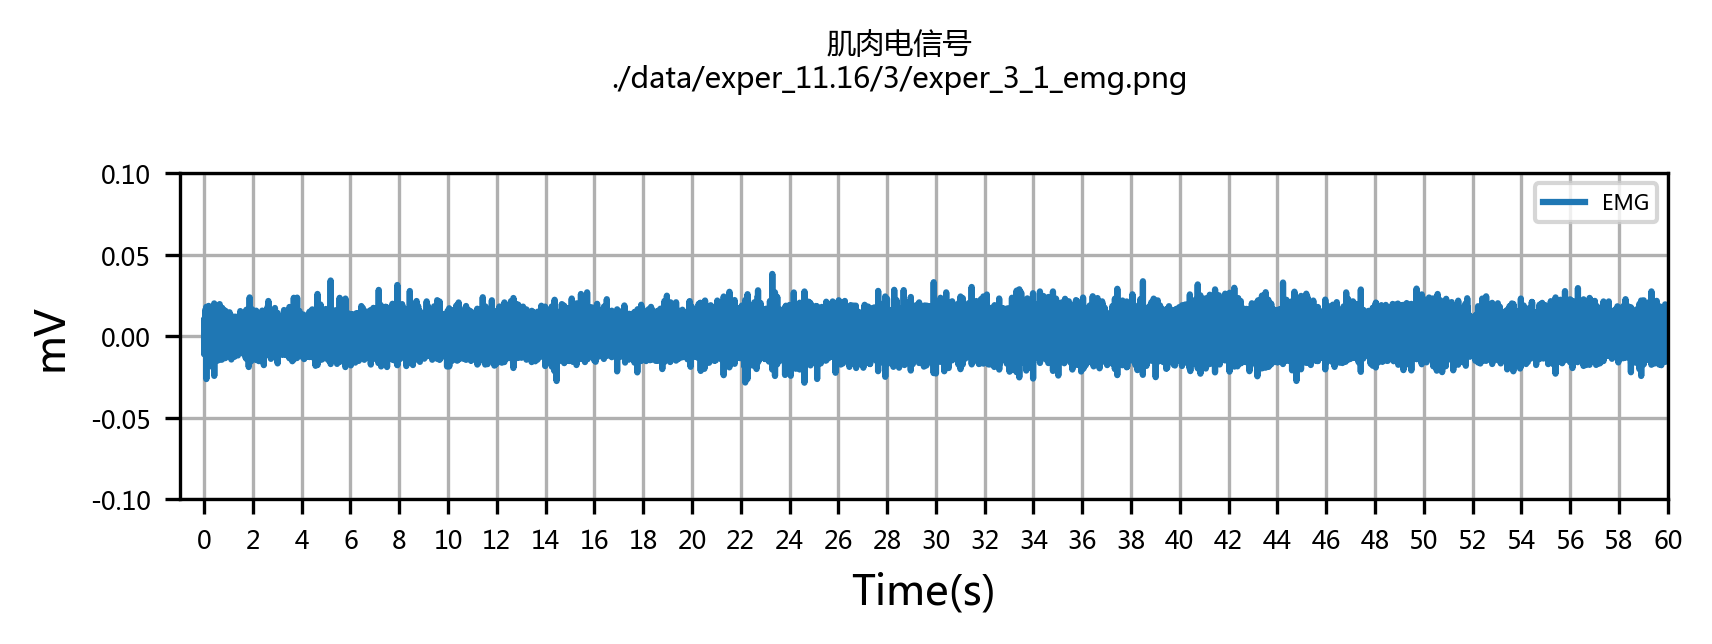 肌肉电信号
./data/exper_11.16/3/exper_3_1_emg.png
EMG
0.10
0.05
0.00
-0.05
-0.10
mV
0 2 4 6 8 10 12 14 16 18 20 22 24 26 28 30 32 34 36 38 40 42 44 46 48 50 52 54 56 58 60
Time(s)